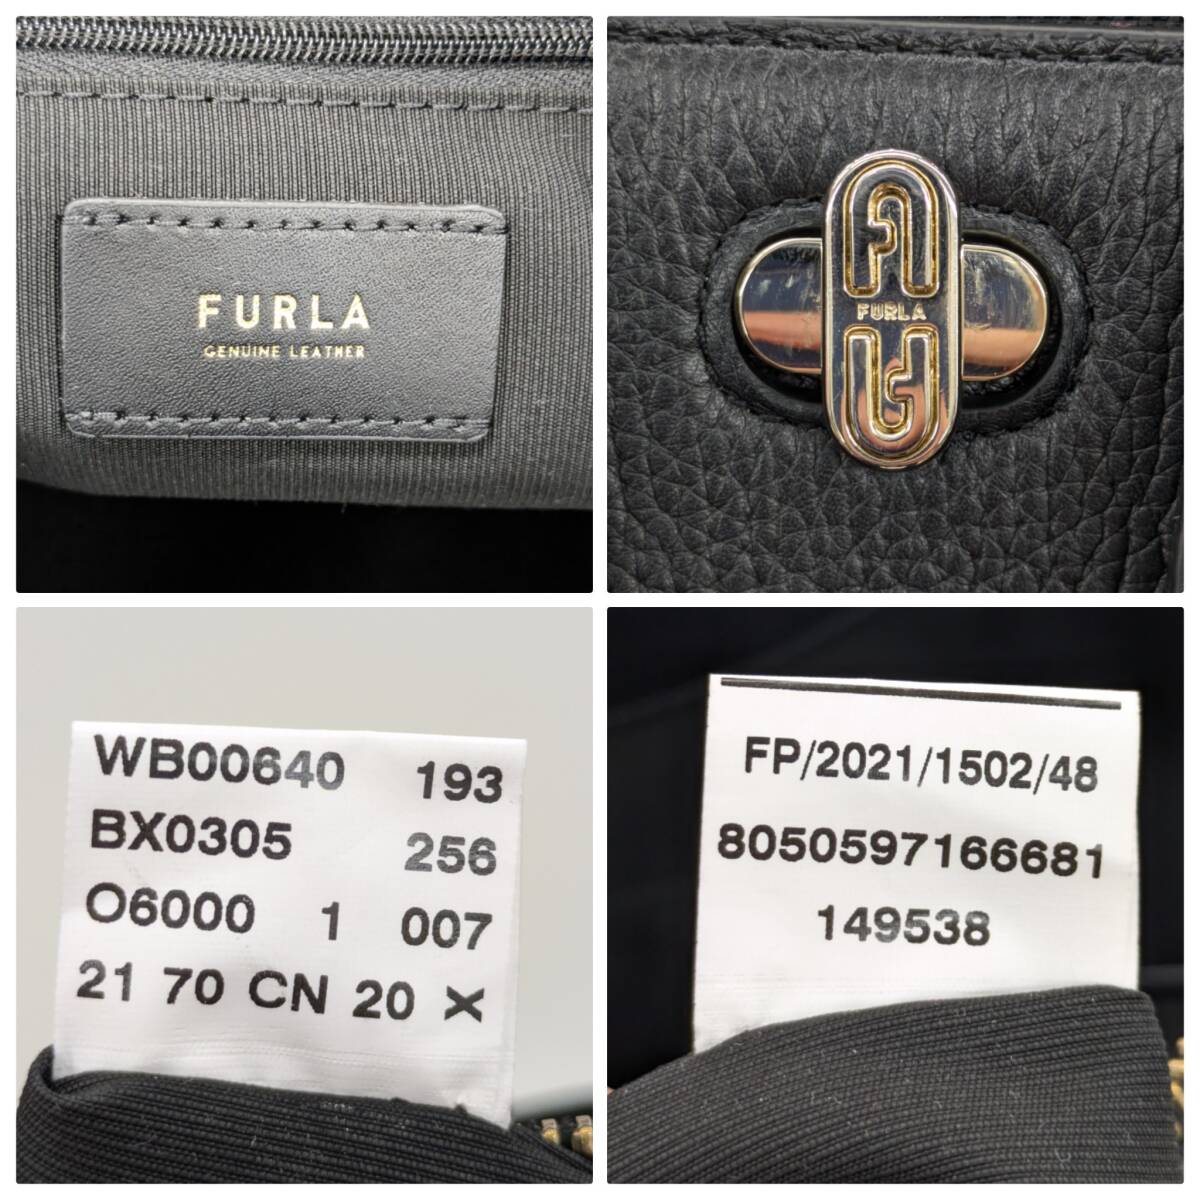 FURLA
GENUINE LEATHER
FURLA
WB00640 193
BX0305 256
O6000 1 007
21 70 CN 20 X
FP/2021/1502/48
8050597166681
149538